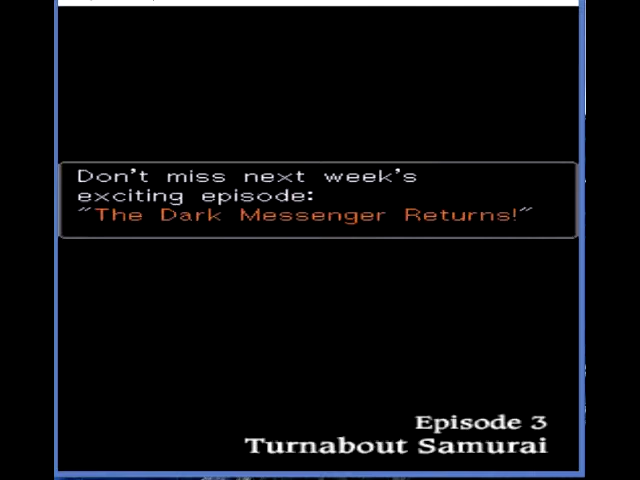 Don't miss next week's
exciting episode:
"The Dark Messenger Returns!"
Episode 3
Turnabout Samurai